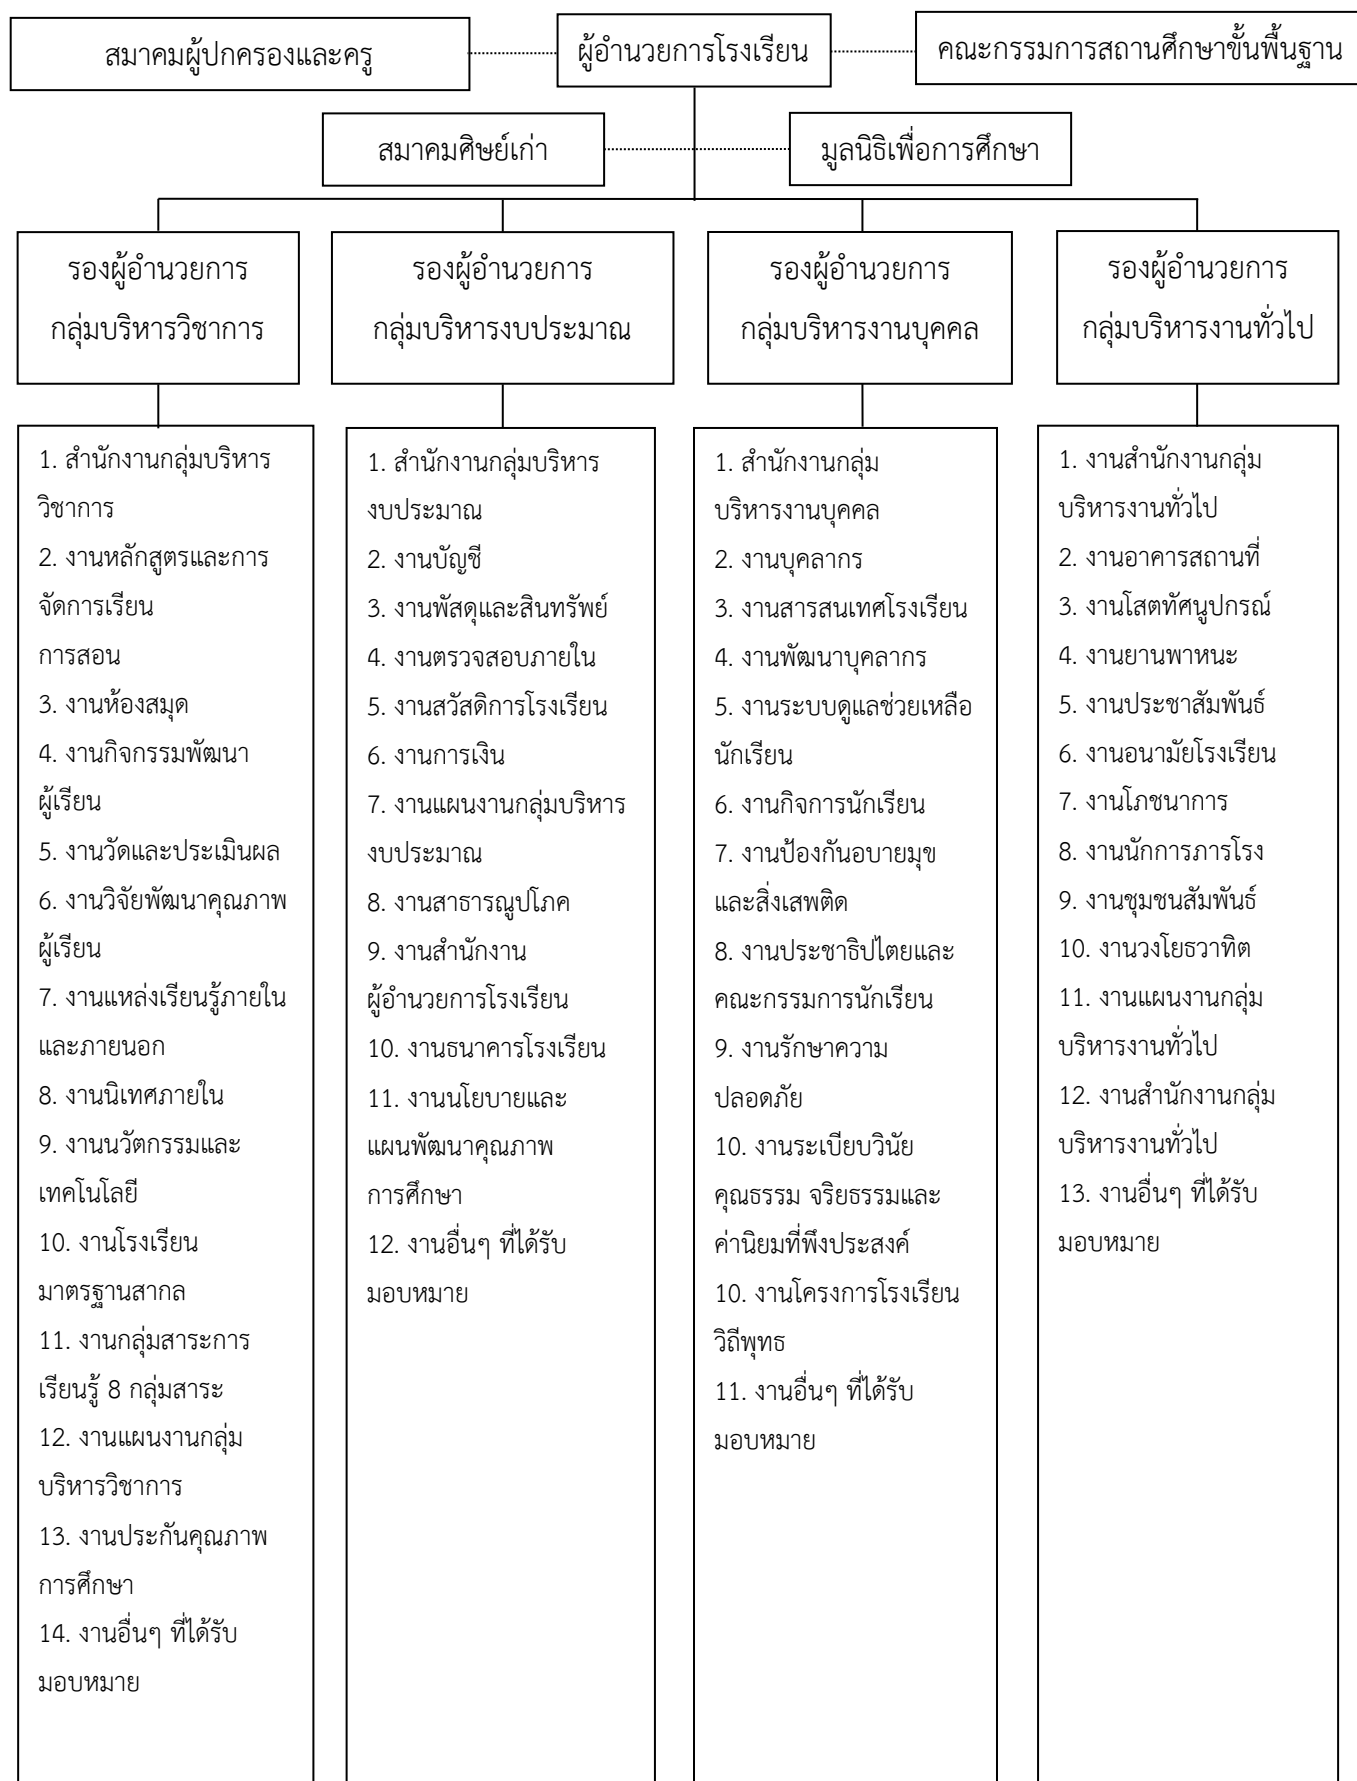 สมาคมผู้ปกครองและครู
ผู้อำนวยการโรงเรียน
คณะกรรมการสถานศึกษาขั้นพื้นฐาน
สมาคมศิษย์เก่า
มูลนิธิเพื่อการศึกษา
รองผู้อำนวยการ
กลุ่มบริหารวิชาการ
รองผู้อำนวยการ
กลุ่มบริหารงบประมาณ
รองผู้อำนวยการ
กลุ่มบริหารงานบุคคล
รองผู้อำนวยการ
กลุ่มบริหารงานทั่วไป
1. สำนักงานกลุ่มบริหาร
วิชาการ
2. งานหลักสูตรและการ
จัดการเรียน
การสอน
3. งานห้องสมุด
4. งานกิจกรรมพัฒนา
ผู้เรียน
5. งานวัดและประเมินผล
6. งานวิจัยพัฒนาคุณภาพ
ผู้เรียน
7. งานแหล่งเรียนรู้ภายใน
และภายนอก
8. งานนิเทศภายใน
9. งานนวัตกรรมและ
เทคโนโลยี
10. งานโรงเรียน
มาตรฐานสากล
11. งานกลุ่มสาระการ
เรียนรู้ 8 กลุ่มสาระ
12. งานแผนงานกลุ่ม
บริหารวิชาการ
13. งานประกันคุณภาพ
การศึกษา
14. งานอื่นๆ ที่ได้รับ
มอบหมาย
1. สำนักงานกลุ่มบริหาร
งบประมาณ
2. งานบัญชี
3. งานพัสดุและสินทรัพย์
4. งานตรวจสอบภายใน
5. งานสวัสดิการโรงเรียน
6. งานการเงิน
7. งานแผนงานกลุ่มบริหาร
งบประมาณ
8. งานสาธารณูปโภค
9. งานสำนักงาน
ผู้อำนวยการโรงเรียน
10. งานธนาคารโรงเรียน
11. งานนโยบายและ
แผนพัฒนาคุณภาพ
การศึกษา
12. งานอื่นๆ ที่ได้รับ
มอบหมาย
1. สำนักงานกลุ่ม
บริหารงานบุคคล
2. งานบุคลากร
3. งานสารสนเทศโรงเรียน
4. งานพัฒนาบุคลากร
5. งานระบบดูแลช่วยเหลือ
นักเรียน
6. งานกิจการนักเรียน
7. งานป้องกันอบายมุข
และสิ่งเสพติด
8. งานประชาธิปไตยและ
คณะกรรมการนักเรียน
9. งานรักษาความ
ปลอดภัย
10. งานระเบียบวินัย
คุณธรรม จริยธรรมและ
ค่านิยมที่พึงประสงค์
10. งานโครงการโรงเรียน
วิถีพุทธ
11. งานอื่นๆ ที่ได้รับ
มอบหมาย
1. งานสำนักงานกลุ่ม
บริหารงานทั่วไป
2. งานอาคารสถานที่
3. งานโสตทัศนูปกรณ์
4. งานยานพาหนะ
5. งานประชาสัมพันธ์
6. งานอนามัยโรงเรียน
7. งานโภชนาการ
8. งานนักการภารโรง
9. งานชุมชนสัมพันธ์
10. งานวงโยธวาทิต
11. งานแผนงานกลุ่ม
บริหารงานทั่วไป
12. งานสำนักงานกลุ่ม
บริหารงานทั่วไป
13. งานอื่นๆ ที่ได้รับ
มอบหมาย